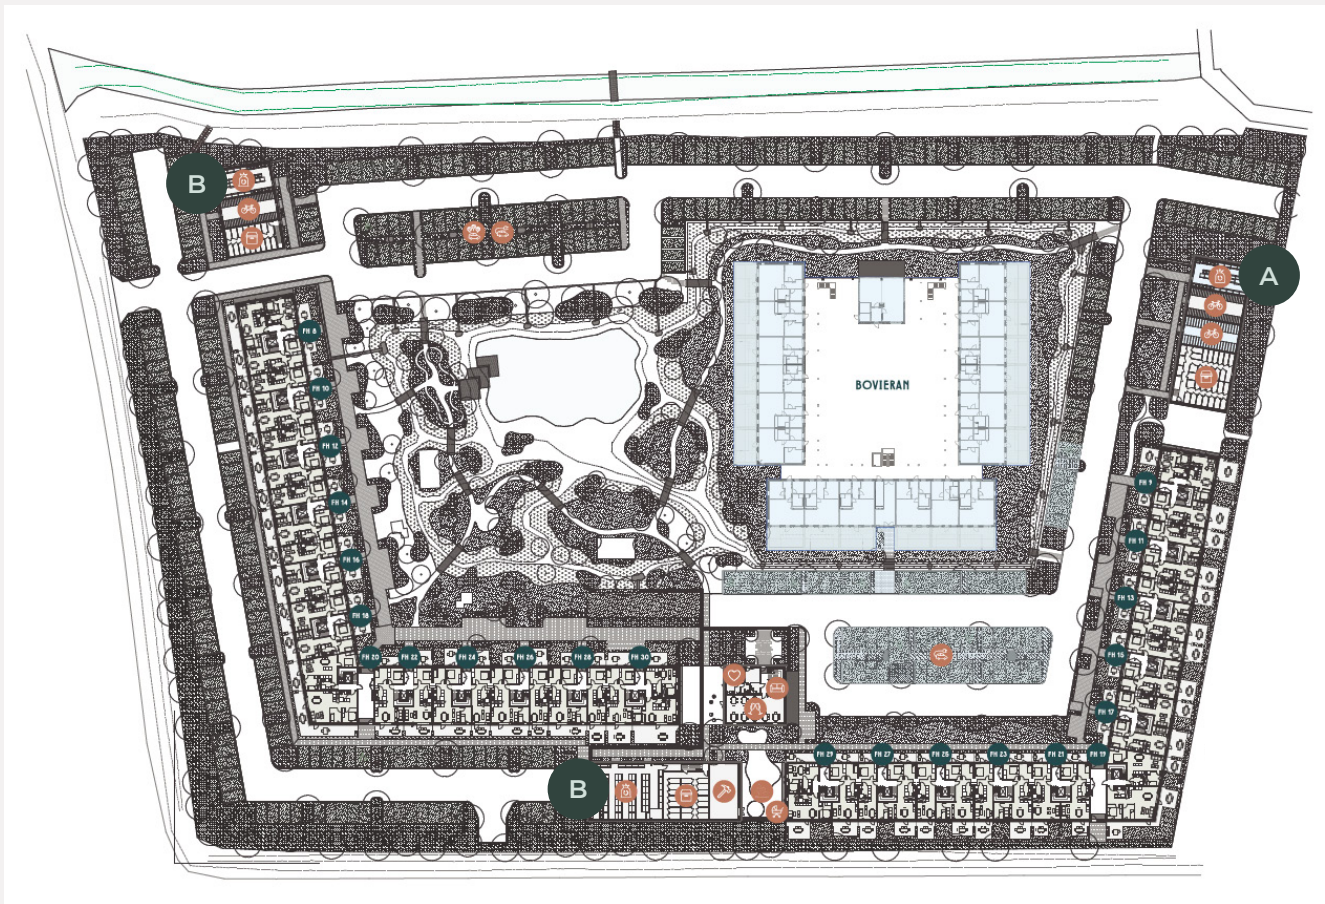 B
A
FH 8
BOVIERAN
FH 10
FH 12
FH 9
FH 14
FH 11
FH 16
FH 13
FH 18
FH 20
FH 22
FH 24
FH 26
FH 28
FH 30
FH 15
FH 17
FH 29
FH 27
FH 25
FH 23
FH 21
FH 19
B